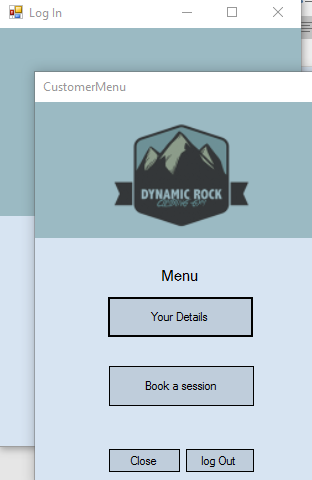 Log In
CustomerMenu
DYNAMIC ROCK
Menu
Your Details
Book a session
Close
log Out